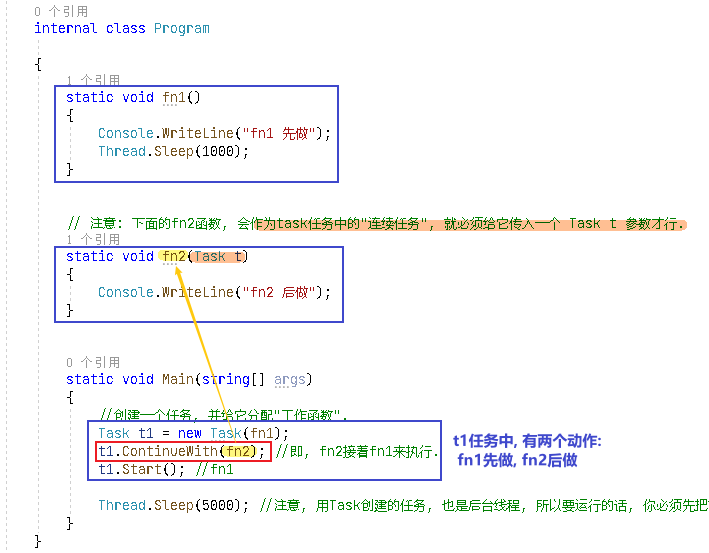 0 个引用
internal class Program
{
1 个引用
static void fn1()
{
Console.WriteLine("fn1 先做");
Thread.Sleep(1000);
}
// 注意: 下面的fn2函数, 会作为task任务中的"连续任务", 就必须给它传入一个 Task t 参数才行.
1 个引用
static void fn2(Task t)
{
Console.WriteLine("fn2 后做");
}
0 个引用
static void Main(string[] args)
{
//创建一个任务, 并给它分配"工作函数".
Task t1 = new Task(fn1);
t1.ContinueWith(fn2); //即, fn2接着fn1来执行.
t1.Start(); //fn1
t1任务中, 有两个动作:
fn1先做, fn2后做
Thread.Sleep(5000); //注意, 用Task创建的任务, 也是后台线程, 所以要运行的话, 你必须先把
}
}